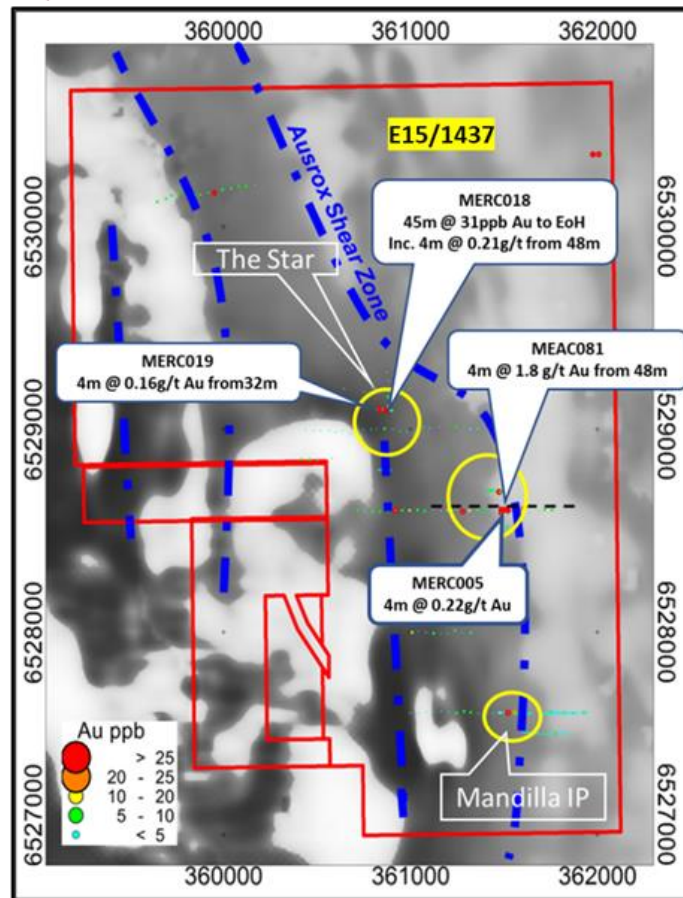 360000 361000 362000
E15/1437
Ausrox Shear Zone
MERC018
45m @ 31ppb Au to EoH
Inc. 4m @ 0.21g/t from 48m
The Star
MERC019
4m @ 0.16g/t Au from32m
MEAC081
4m @ 1.8 g/t Au from 48m
MERC005
4m @ 0.22g/t Au
Mandilla IP
6530000
6529000
6528000
6527000
6530000
6529000
6528000
6527000
Au ppb
> 25
20 - 25
10 - 20
5 - 10
< 5
360000 361000 362000